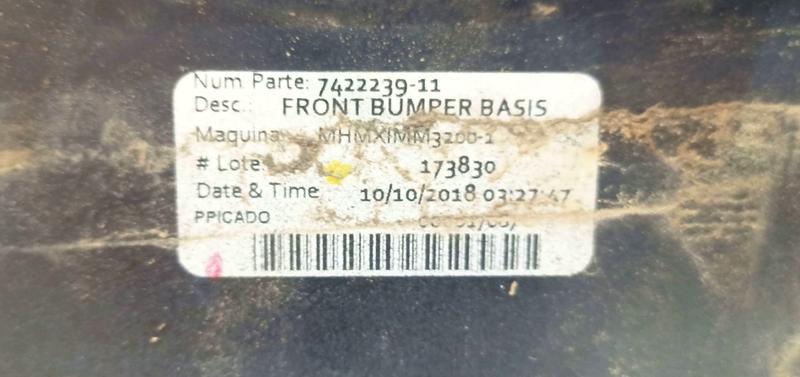 Num. Parte: 7422239-11
Desc.: FRONT BUMPER BASIS
Maquina: MHMXIMM3200-1
# Lote: 173830
Date & Time 10/10/2018 03:27:47
PPICADO